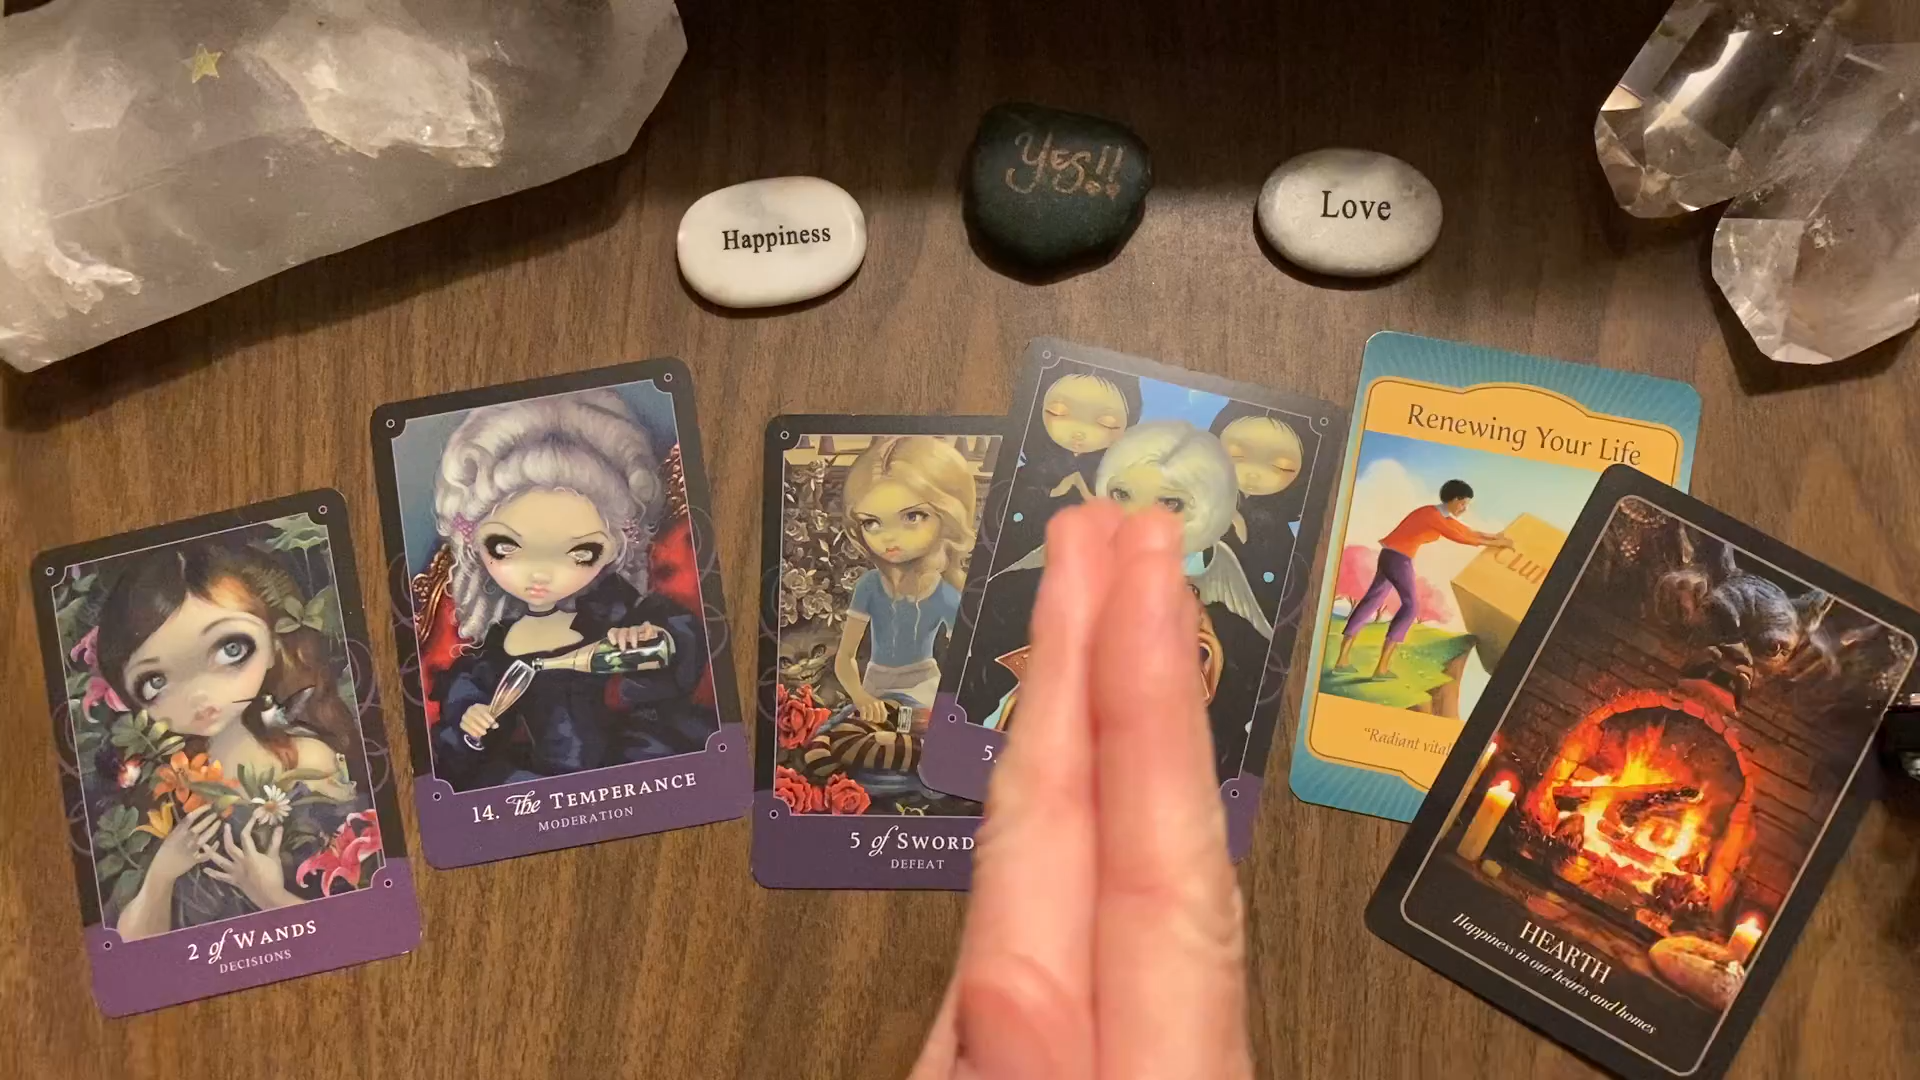 Happiness
Yes!!
Love
2 of WANDS
DECISIONS
14. The TEMPERANCE
MODERATION
5 of SWORD
DEFEAT
5
Renewing Your Life
"Radiant
HEARTH
Happiness in our hearts and homes